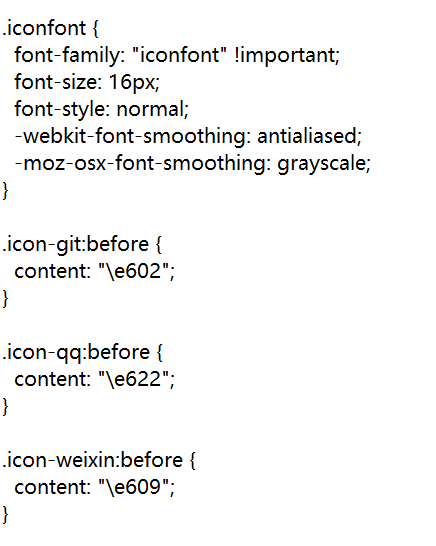 .iconfont {
  font-family: "iconfont" !important;
  font-size: 16px;
  font-style: normal;
  -webkit-font-smoothing: antialiased;
  -moz-osx-font-smoothing: grayscale;
}

.icon-git:before {
  content: "\e602";
}

.icon-qq:before {
  content: "\e622";
}

.icon-weixin:before {
  content: "\e609";
}